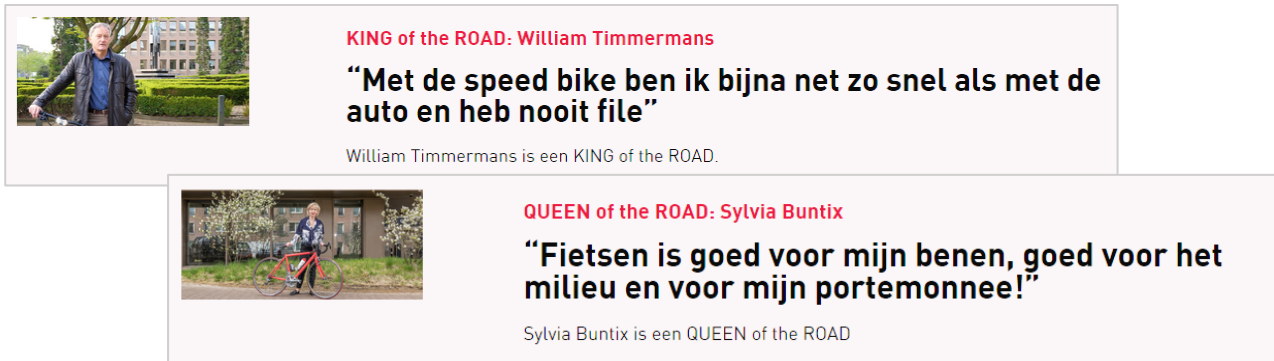 KING of the ROAD: William Timmermans
“Met de speed bike ben ik bijna net zo snel als met de
auto en heb nooit file”
William Timmermans is een KING of the ROAD.
QUEEN of the ROAD: Sylvia Buntix
“Fietsen is goed voor mijn benen, goed voor het
milieu en voor mijn portemonnee!”
Sylvia Buntix is een QUEEN of the ROAD